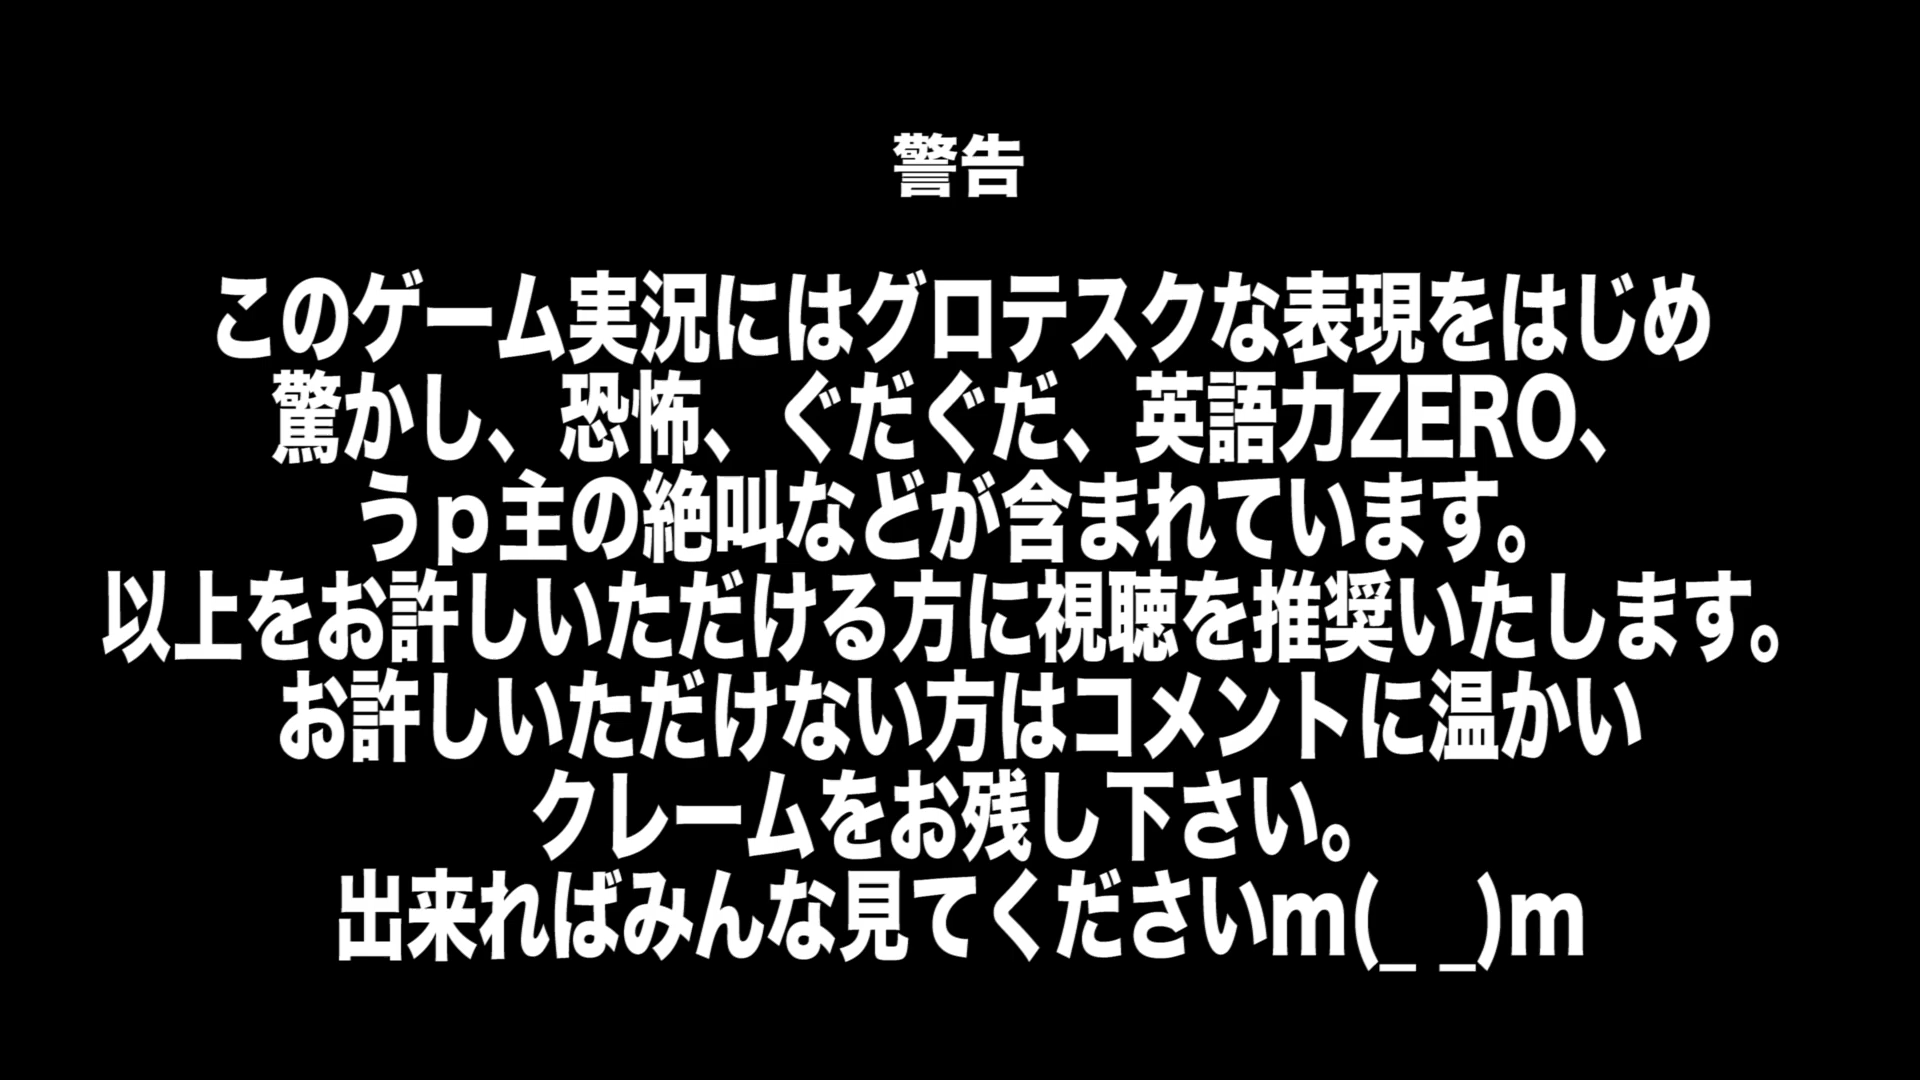 警告
このゲーム実況にはグロテスクな表現をはじめ
驚かし、恐怖、ぐだぐだ、英語力ZERO、
うｐ主の絶叫などが含まれています。
以上をお許しいただける方に視聴を推奨いたします。
お許しいただけない方はコメントに温かい
クレームをお残し下さい。
出来ればみんな見てくださいm(_ _)m